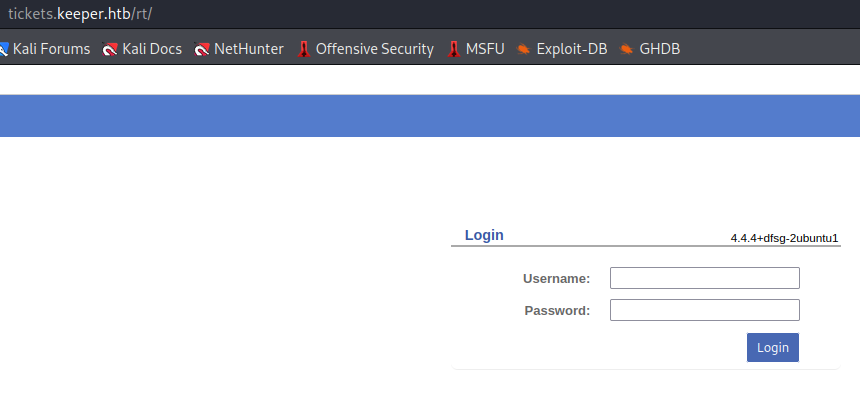 tickets.keeper.htb/rt/
Kali Forums Kali Docs NetHunter Offensive Security MSFU Exploit-DB GHDB
Login 4.4.4+dfsg-2ubuntu1
Username:
Password:
Login